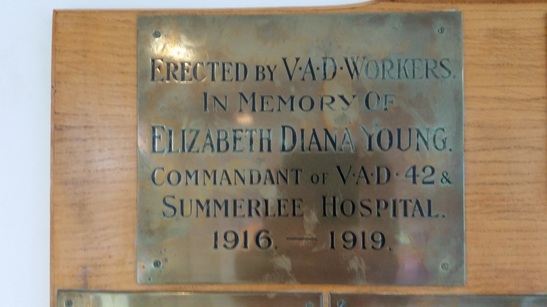 ERECTED BY V·A·D·WORKERS.
IN MEMORY OF
ELIZABETH DIANA YOUNG.
COMMANDANT OF V·A·D·42 &
SUMMERLEE HOSPITAL.
1916. — 1919.